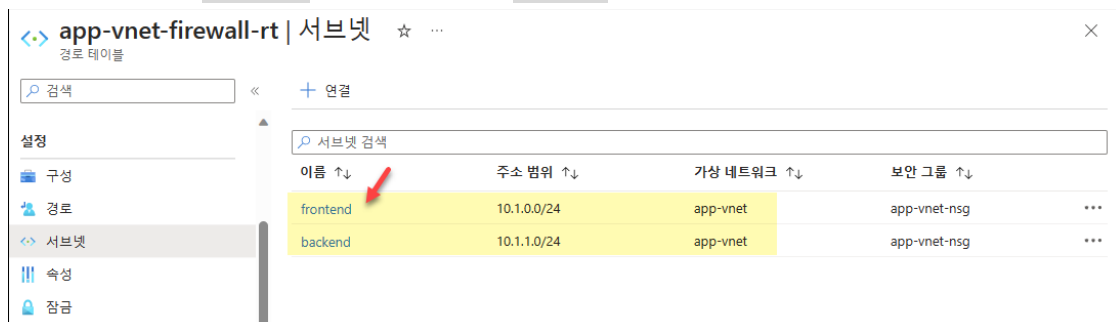 app-vnet-firewall-rt | 서브넷 ☆ ···
경로 테이블
검색 «
+ 연결
설정
서브넷 검색
구성
이름 ↑↓ 주소 범위 ↑↓ 가상 네트워크 ↑↓ 보안 그룹 ↑↓
경로
frontend 10.1.0.0/24 app-vnet app-vnet-nsg ···
서브넷
backend 10.1.1.0/24 app-vnet app-vnet-nsg ···
속성
잠금